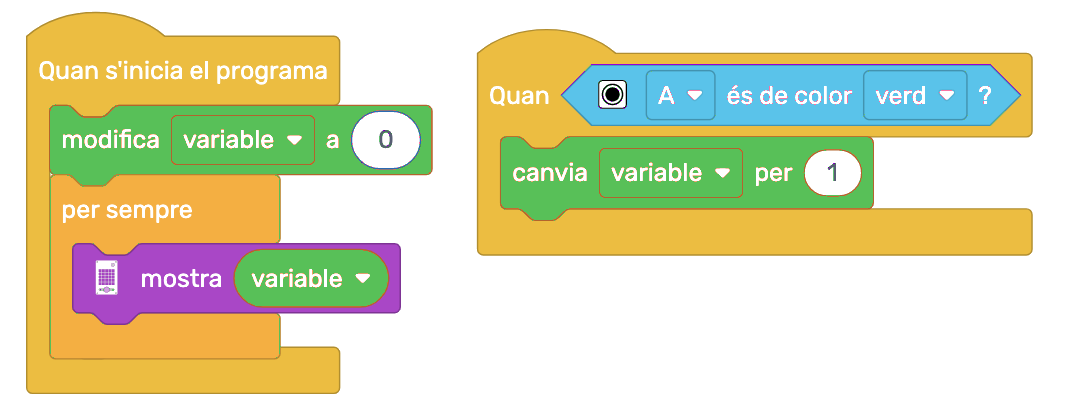 Quan s'inicia el programa
modifica variable a 0
per sempre
mostra variable
Quan A és de color verd ?
canvia variable per 1